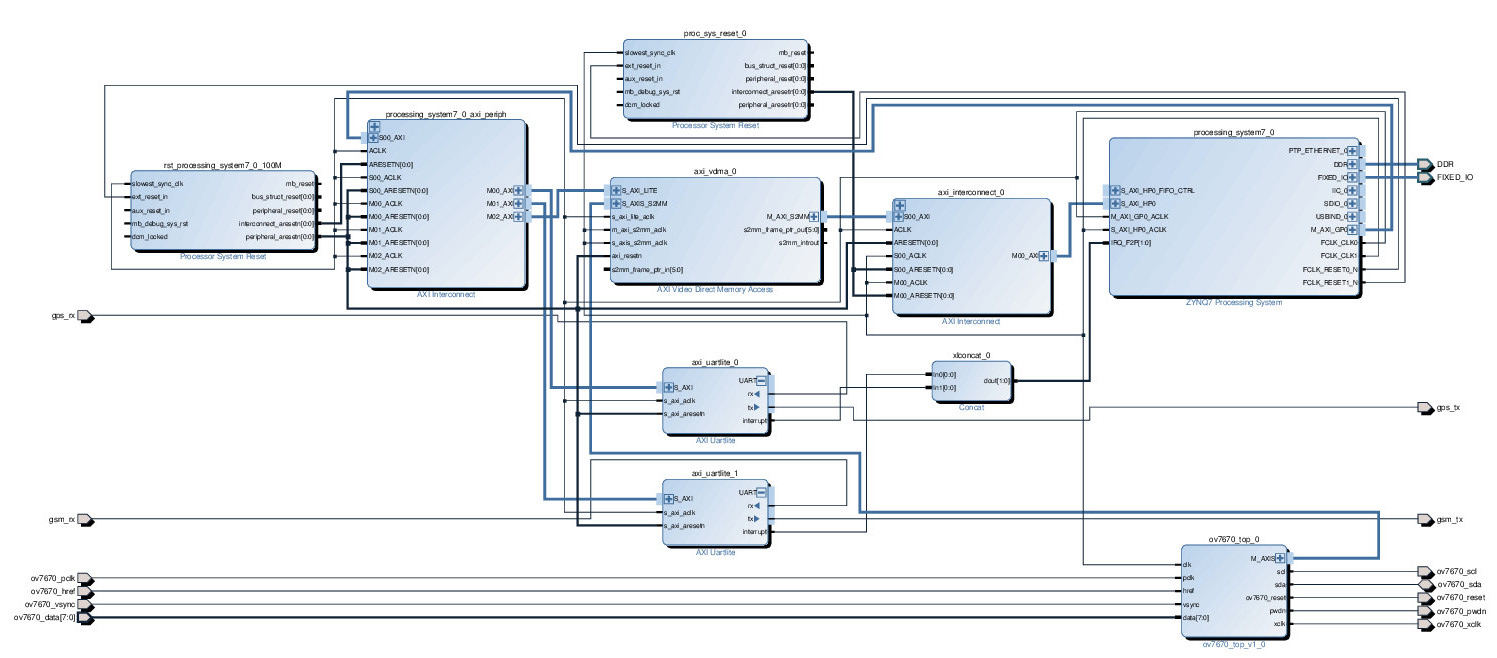 proc_sys_reset_0
slowest_sync_clk
ext_reset_in
aux_reset_in
mb_debug_sys_rst
dcm_locked
mb_reset
bus_struct_reset[0:0]
peripheral_reset[0:0]
interconnect_aresetn[0:0]
peripheral_aresetn[0:0]
Processor System Reset
processing_system7_0_axi_periph
S00_AXI
ACLK
ARESETN[0:0]
S00_ACLK
S00_ARESETN[0:0]
M00_ACLK
M00_ARESETN[0:0]
M01_ACLK
M01_ARESETN[0:0]
M02_ACLK
M02_ARESETN[0:0]
M00_AXI
M01_AXI
M02_AXI
AXI Interconnect
rst_processing_system7_0_100M
slowest_sync_clk
ext_reset_in
aux_reset_in
mb_debug_sys_rst
dcm_locked
mb_reset
bus_struct_reset[0:0]
peripheral_reset[0:0]
interconnect_aresetn[0:0]
peripheral_aresetn[0:0]
Processor System Reset
axi_vdma_0
S_AXI_LITE
S_AXIS_S2MM
s_axi_lite_aclk
m_axi_s2mm_aclk
s_axis_s2mm_aclk
axi_resetn
s2mm_frame_ptr_in[5:0]
M_AXI_S2MM
s2mm_frame_ptr_out[5:0]
s2mm_introut
AXI Video Direct Memory Access
axi_interconnect_0
S00_AXI
ACLK
ARESETN[0:0]
S00_ACLK
S00_ARESETN[0:0]
M00_ACLK
M00_ARESETN[0:0]
M00_AXI
AXI Interconnect
processing_system7_0
S_AXI_HP0_FIFO_CTRL
S_AXI_HP0
M_AXI_GP0_ACLK
S_AXI_HP0_ACLK
IRQ_F2P[1:0]
PTP_ETHERNET_0
DDR
FIXED_IO
IIC_0
SDIO_0
USBIND_0
M_AXI_GP0
FCLK_CLK0
FCLK_CLK1
FCLK_RESET0_N
FCLK_RESET1_N
ZYNQ7 Processing System
DDR
FIXED_IO
gps_rx
axi_uartlite_0
S_AXI
s_axi_aclk
s_axi_aresetn
UART
rx
tx
interrupt
AXI Uartlite
xlconcat_0
In0[0:0]
In1[0:0]
dout[1:0]
Concat
gps_tx
axi_uartlite_1
S_AXI
s_axi_aclk
s_axi_aresetn
UART
rx
tx
interrupt
AXI Uartlite
gsm_rx
gsm_tx
ov7670_top_0
clk
pclk
href
vsync
data[7:0]
M_AXIS
scl
sda
ov7670_reset
pwdn
xclk
ov7670_top_v1_0
ov7670_pclk
ov7670_href
ov7670_vsync
ov7670_data[7:0]
ov7670_scl
ov7670_sda
ov7670_reset
ov7670_pwdn
ov7670_xclk